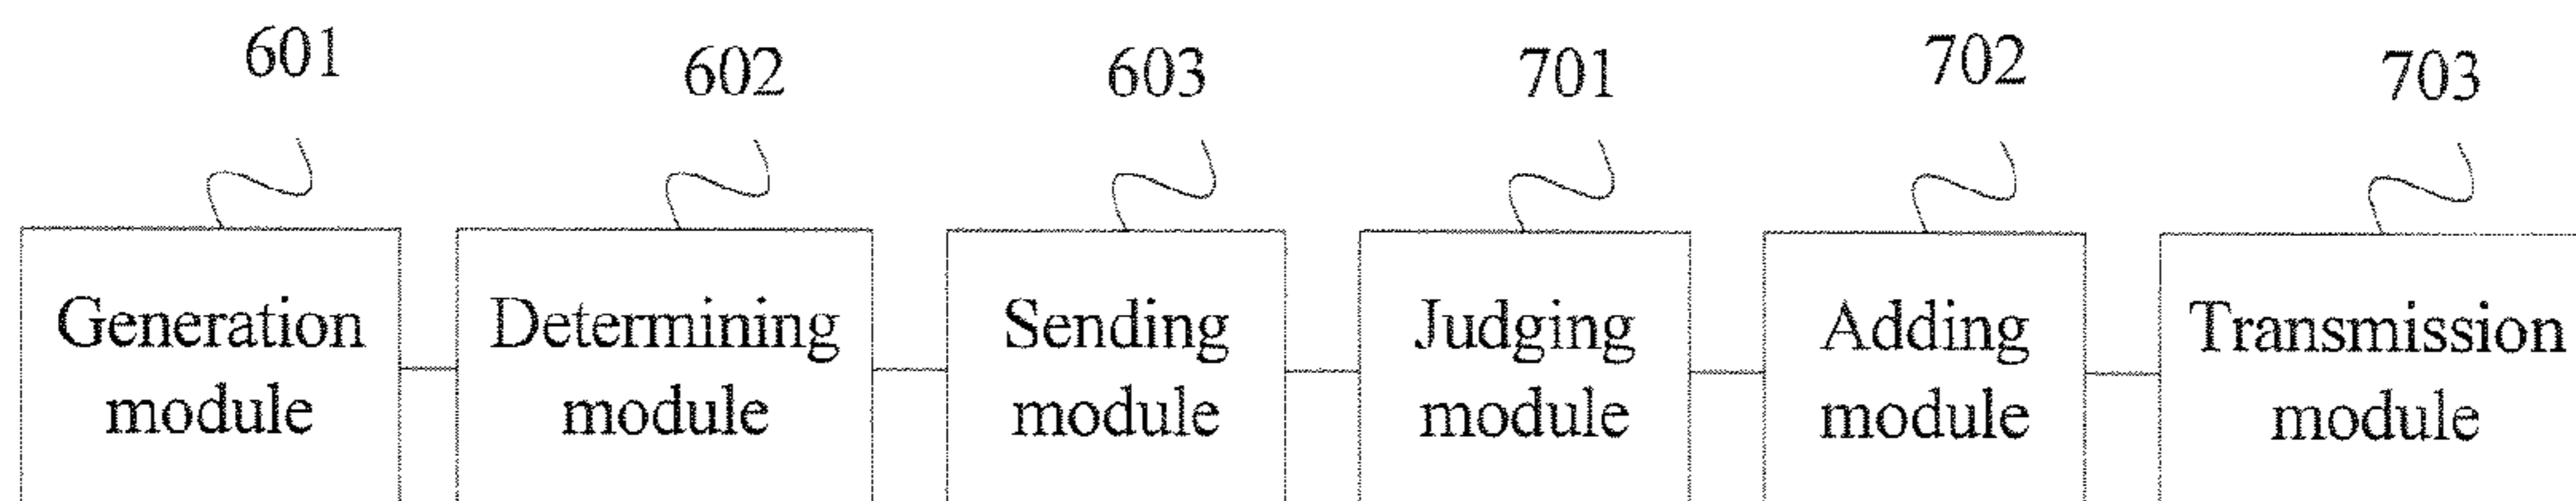 601
602
603
701
702
703
Generation
module
Determining
module
Sending
module
Judging
module
Adding
module
Transmission
module